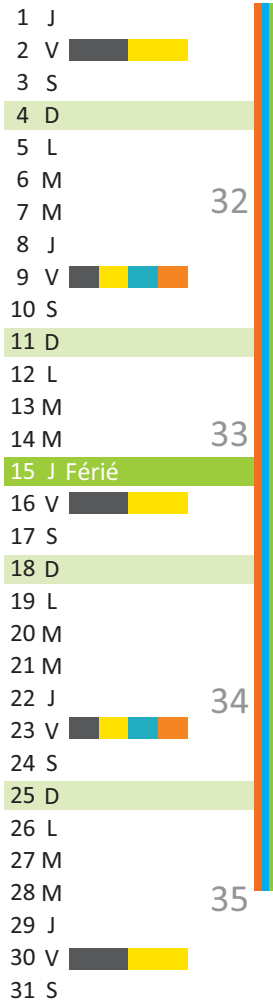 1 J
2 V
3 S
4 D
5 L
6 M
32
7 M
8 J
9 V
10 S
11 D
12 L
13 M
14 M
33
15 J Férié
16 V
17 S
18 D
19 L
20 M
21 M
22 J
34
23 V
24 S
25 D
26 L
27 M
28 M
35
29 J
30 V
31 S